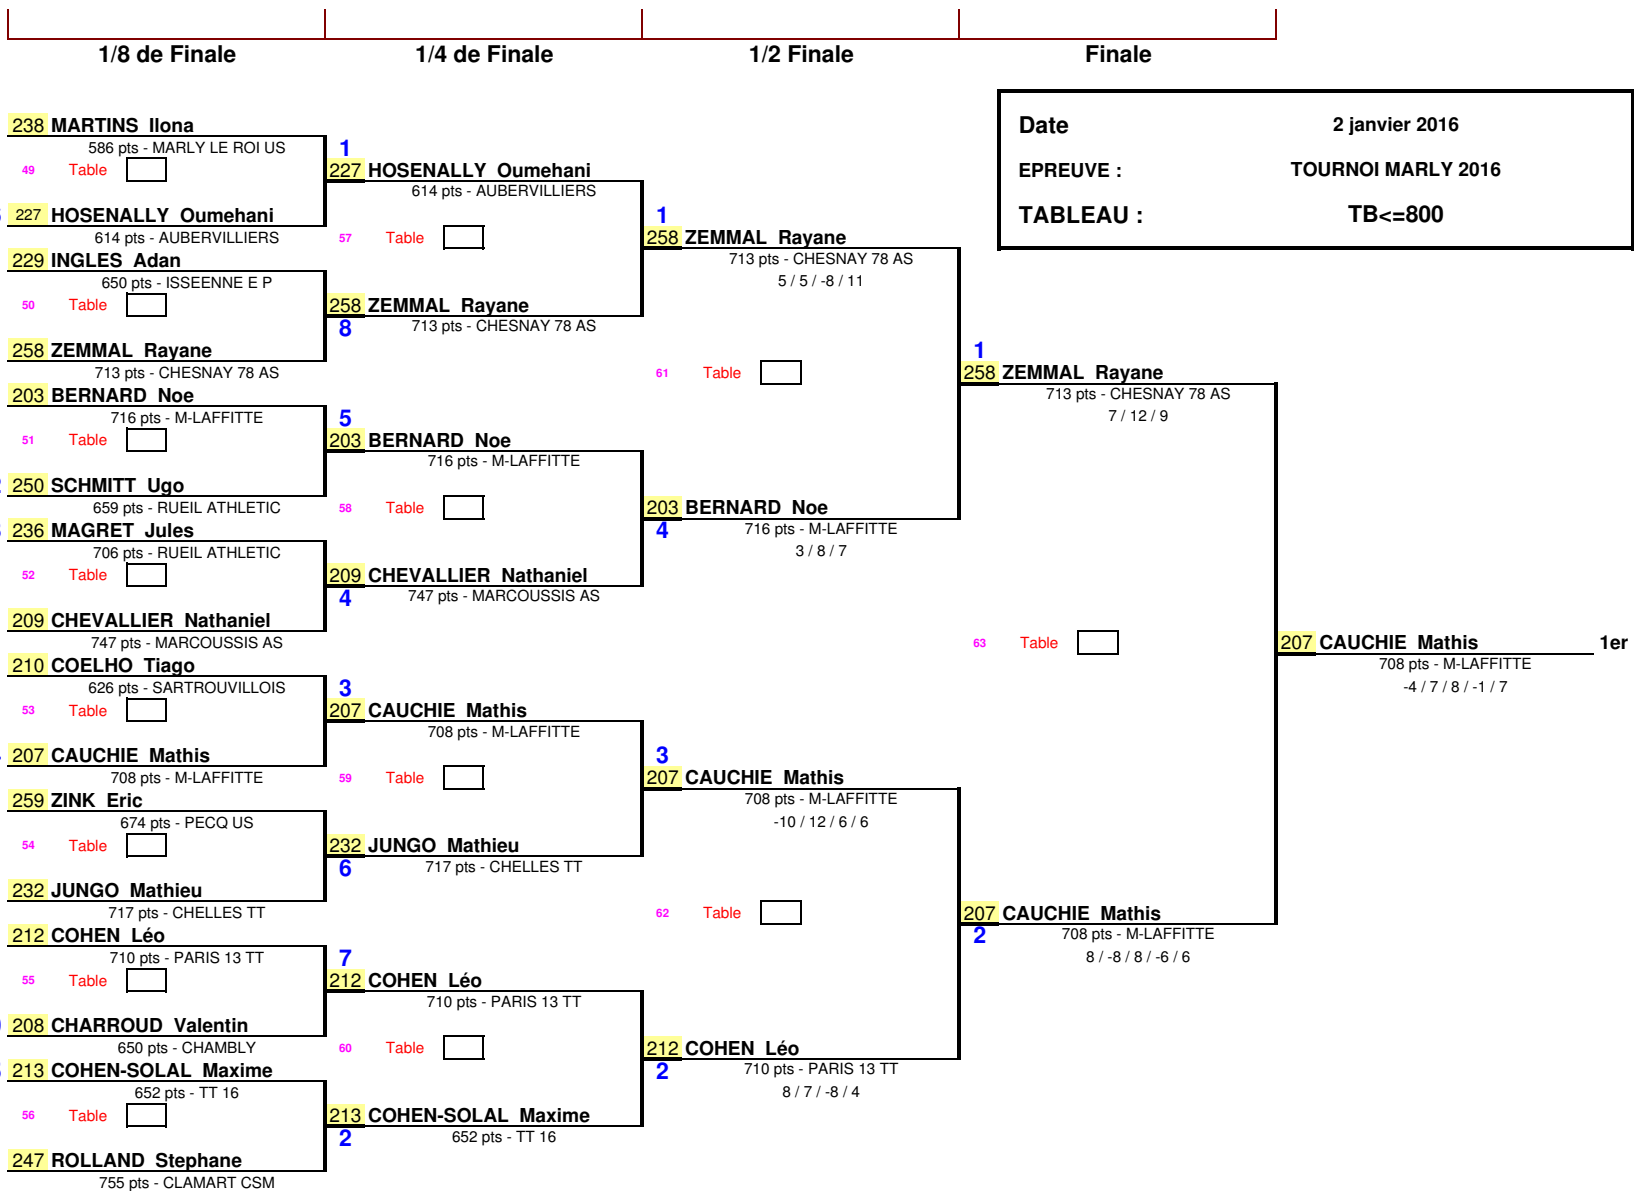 1/8 de Finale
1/4 de Finale
1/2 Finale
Finale
Date 2 janvier 2016
EPREUVE : TOURNOI MARLY 2016
TABLEAU : TB<=800
238 MARTINS Ilona
586 pts - MARLY LE ROI US
49 Table
227 HOSENALLY Oumehani
614 pts - AUBERVILLIERS
229 INGLES Adan
650 pts - ISSEENNE E P
50 Table
258 ZEMMAL Rayane
713 pts - CHESNAY 78 AS
203 BERNARD Noe
716 pts - M-LAFFITTE
51 Table
250 SCHMITT Ugo
659 pts - RUEIL ATHLETIC
236 MAGRET Jules
706 pts - RUEIL ATHLETIC
52 Table
209 CHEVALLIER Nathaniel
747 pts - MARCOUSSIS AS
210 COELHO Tiago
626 pts - SARTROUVILLOIS
53 Table
207 CAUCHIE Mathis
708 pts - M-LAFFITTE
259 ZINK Eric
674 pts - PECQ US
54 Table
232 JUNGO Mathieu
717 pts - CHELLES TT
212 COHEN Léo
710 pts - PARIS 13 TT
55 Table
208 CHARROUD Valentin
650 pts - CHAMBLY
213 COHEN-SOLAL Maxime
652 pts - TT 16
56 Table
247 ROLLAND Stephane
755 pts - CLAMART CSM
1
227 HOSENALLY Oumehani
614 pts - AUBERVILLIERS
57 Table
258 ZEMMAL Rayane
8
713 pts - CHESNAY 78 AS
5
203 BERNARD Noe
716 pts - M-LAFFITTE
58 Table
209 CHEVALLIER Nathaniel
4
747 pts - MARCOUSSIS AS
3
207 CAUCHIE Mathis
708 pts - M-LAFFITTE
59 Table
232 JUNGO Mathieu
6
717 pts - CHELLES TT
7
212 COHEN Léo
710 pts - PARIS 13 TT
60 Table
213 COHEN-SOLAL Maxime
2
652 pts - TT 16
1
258 ZEMMAL Rayane
713 pts - CHESNAY 78 AS
5 / 5 / -8 / 11
61 Table
203 BERNARD Noe
4
716 pts - M-LAFFITTE
3 / 8 / 7
3
207 CAUCHIE Mathis
708 pts - M-LAFFITTE
-10 / 12 / 6 / 6
62 Table
212 COHEN Léo
2
710 pts - PARIS 13 TT
8 / 7 / -8 / 4
1
258 ZEMMAL Rayane
713 pts - CHESNAY 78 AS
7 / 12 / 9
63 Table
207 CAUCHIE Mathis
2
708 pts - M-LAFFITTE
8 / -8 / 8 / -6 / 6
207 CAUCHIE Mathis 1er
708 pts - M-LAFFITTE
-4 / 7 / 8 / -1 / 7